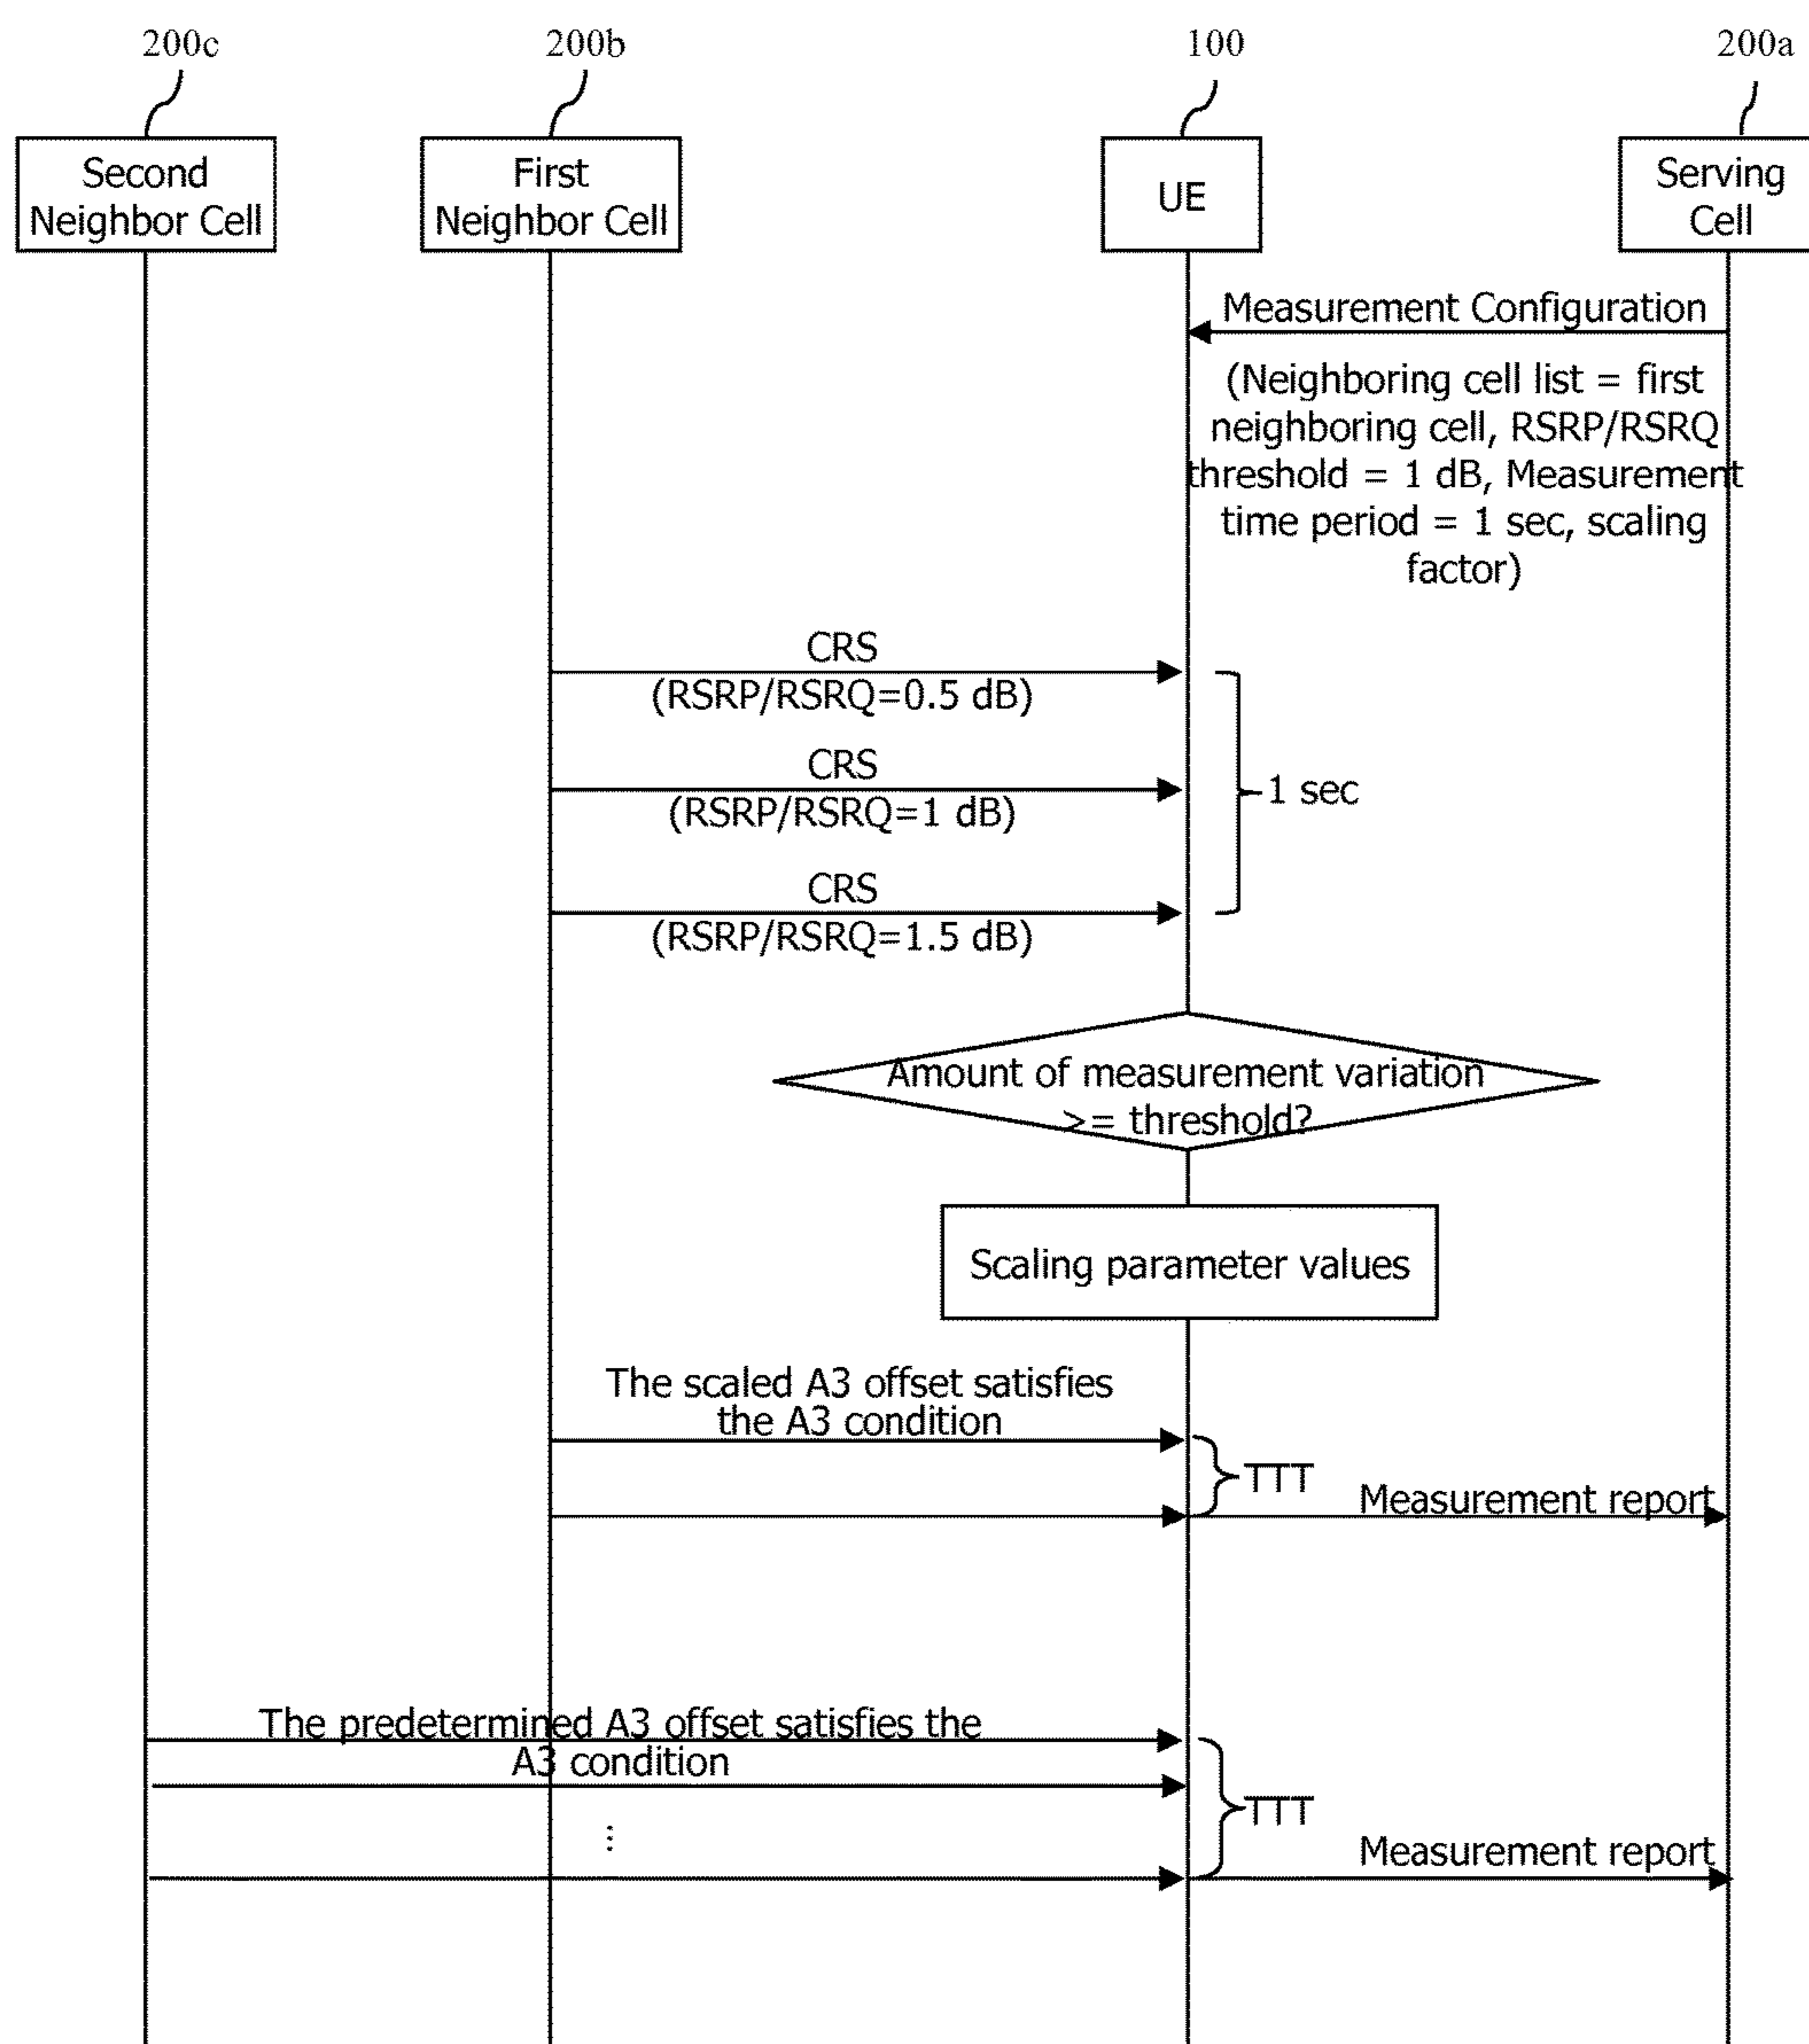 200c
200b
100
200a
Second
Neighbor Cell
First
Neighbor Cell
UE
Serving
Cell
Measurement Configuration
(Neighboring cell list = first
neighboring cell, RSRP/RSRQ
threshold = 1 dB, Measurement
time period = 1 sec, scaling
factor)
CRS
(RSRP/RSRQ=0.5 dB)
CRS
(RSRP/RSRQ=1 dB)
1 sec
CRS
(RSRP/RSRQ=1.5 dB)
Amount of measurement variation
>= threshold?
Scaling parameter values
The scaled A3 offset satisfies
the A3 condition
TTT
Measurement report
The predetermined A3 offset satisfies the
A3 condition
TTT
⋮
Measurement report